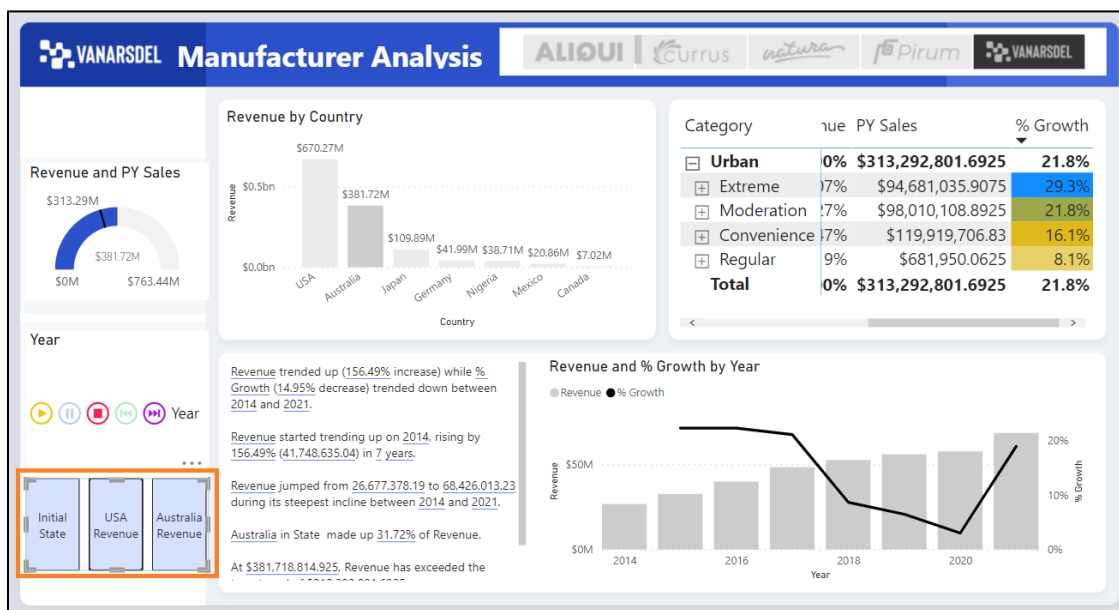 VANARSDEL Manufacturer Analysis
ALIQUI
currus
natura
Pirum
VANARSDEL
Revenue and PY Sales
$313.29M
$381.72M
$0M $763.44M
Year
Year
Initial State
USA Revenue
Australia Revenue
Revenue by Country
Revenue
$0.5bn
$0.0bn
$670.27M
$381.72M
$109.89M
$41.99M
$38.71M
$20.86M
$7.02M
USA
Australia
Japan
Germany
Nigeria
Mexico
Canada
Country
Category nue PY Sales % Growth
Urban 0% $313,292,801.6925 21.8%
Extreme 07% $94,681,035.9075 29.3%
Moderation 27% $98,010,108.8925 21.8%
Convenience 47% $119,919,706.83 16.1%
Regular 9% $681,950.0625 8.1%
Total 0% $313,292,801.6925 21.8%
Revenue trended up (156.49% increase) while %
Growth (14.95% decrease) trended down between
2014 and 2021.
Revenue started trending up on 2014, rising by
156.49% (41,748,635.04) in 7 years.
Revenue jumped from 26,677,378.19 to 68,426,013.23
during its steepest incline between 2014 and 2021.
Australia in State made up 31.72% of Revenue.
At $381,718,814.925, Revenue has exceeded the
Revenue and % Growth by Year
Revenue % Growth
Revenue
$50M
$0M
2014 2016 2018 2020
Year
20%
10%
0%
% Growth